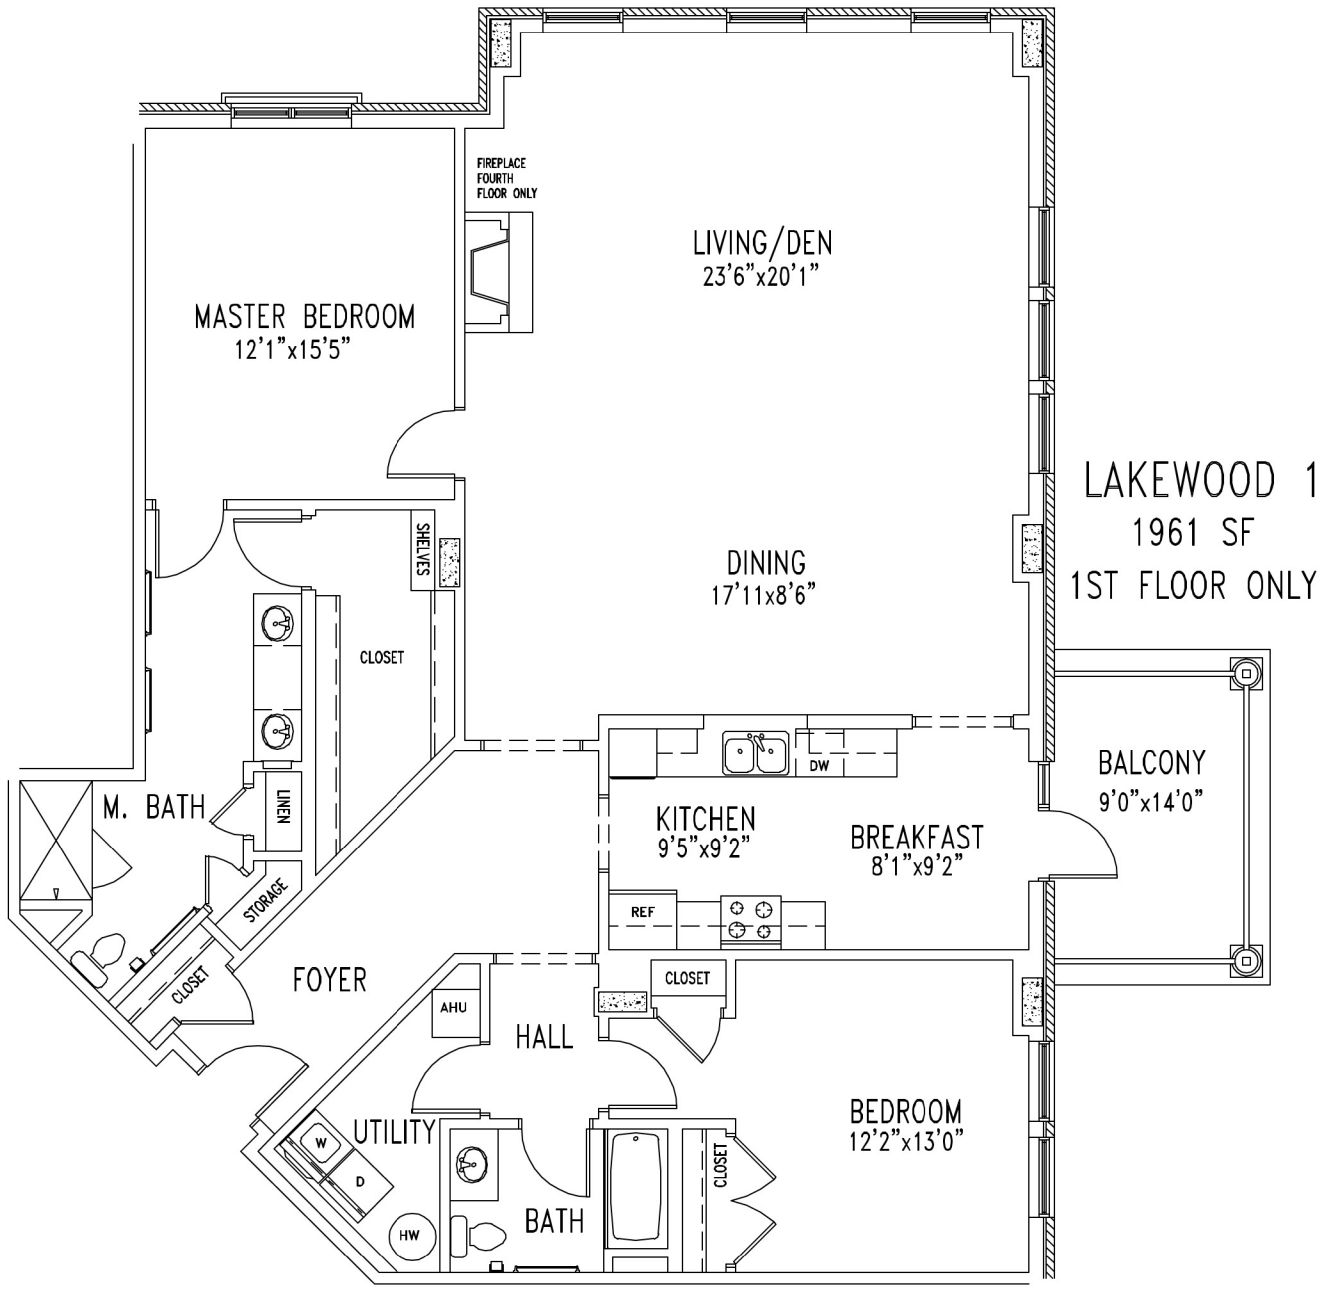 FIREPLACE
FOURTH
FLOOR ONLY
LIVING/DEN
23'6"x20'1"
MASTER BEDROOM
12'1"x15'5"
LAKEWOOD 1
1961 SF
1ST FLOOR ONLY
SHELVES
DINING
17'11x8'6"
CLOSET
BALCONY
9'0"x14'0"
DW
M. BATH
LINEN
KITCHEN
9'5"x9'2"
BREAKFAST
8'1"x9'2"
STORAGE
REF
CLOSET
FOYER
CLOSET
AHU
HALL
BEDROOM
12'2"x13'0"
UTILITY
W
D
CLOSET
BATH
HW